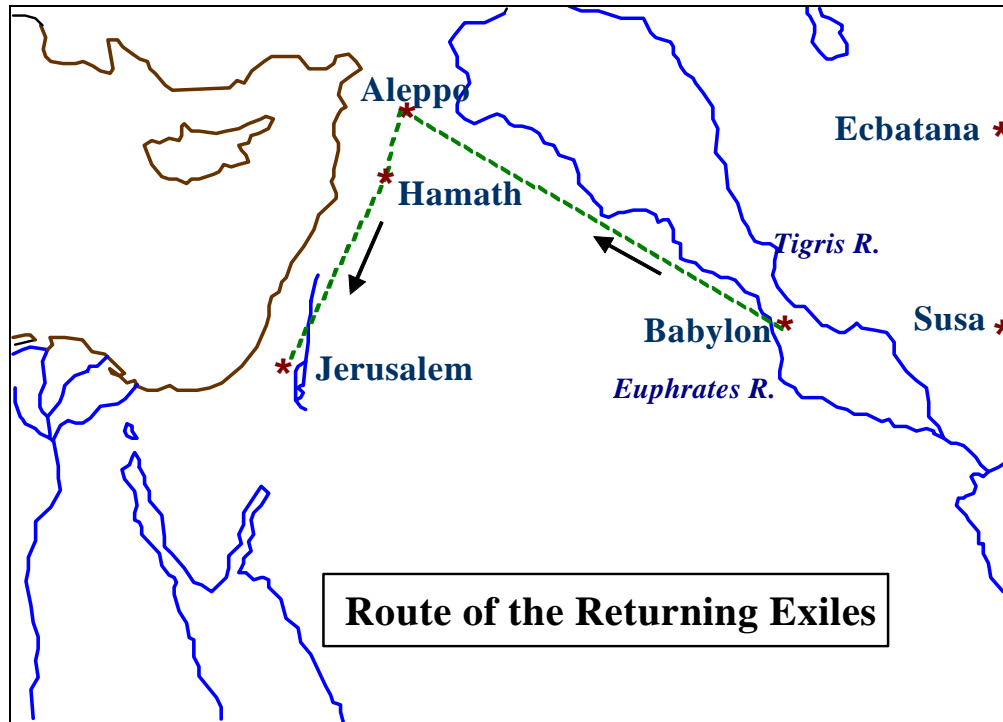 Aleppo
Ecbatana
Hamath
Tigris R.
Babylon
Susa
Jerusalem
Euphrates R.
Route of the Returning Exiles